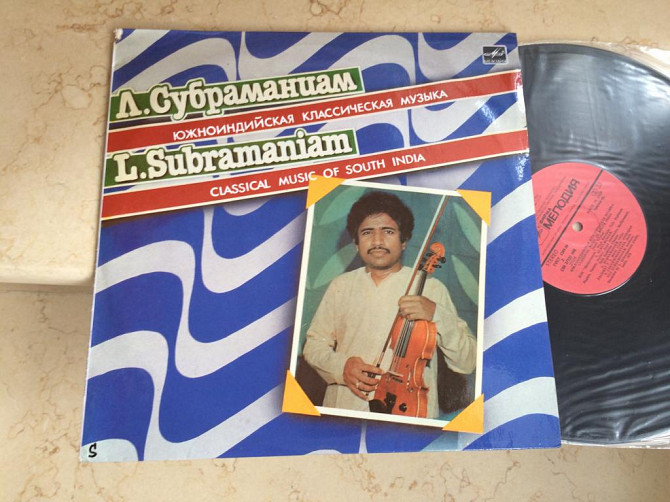 Л.Субраманиам
ЮЖНОИНДИЙСКАЯ КЛАССИЧЕСКАЯ МУЗЫКА
L.Subramaniam
CLASSICAL MUSIC OF SOUTH INDIA
МЕЛОДИЯ
S